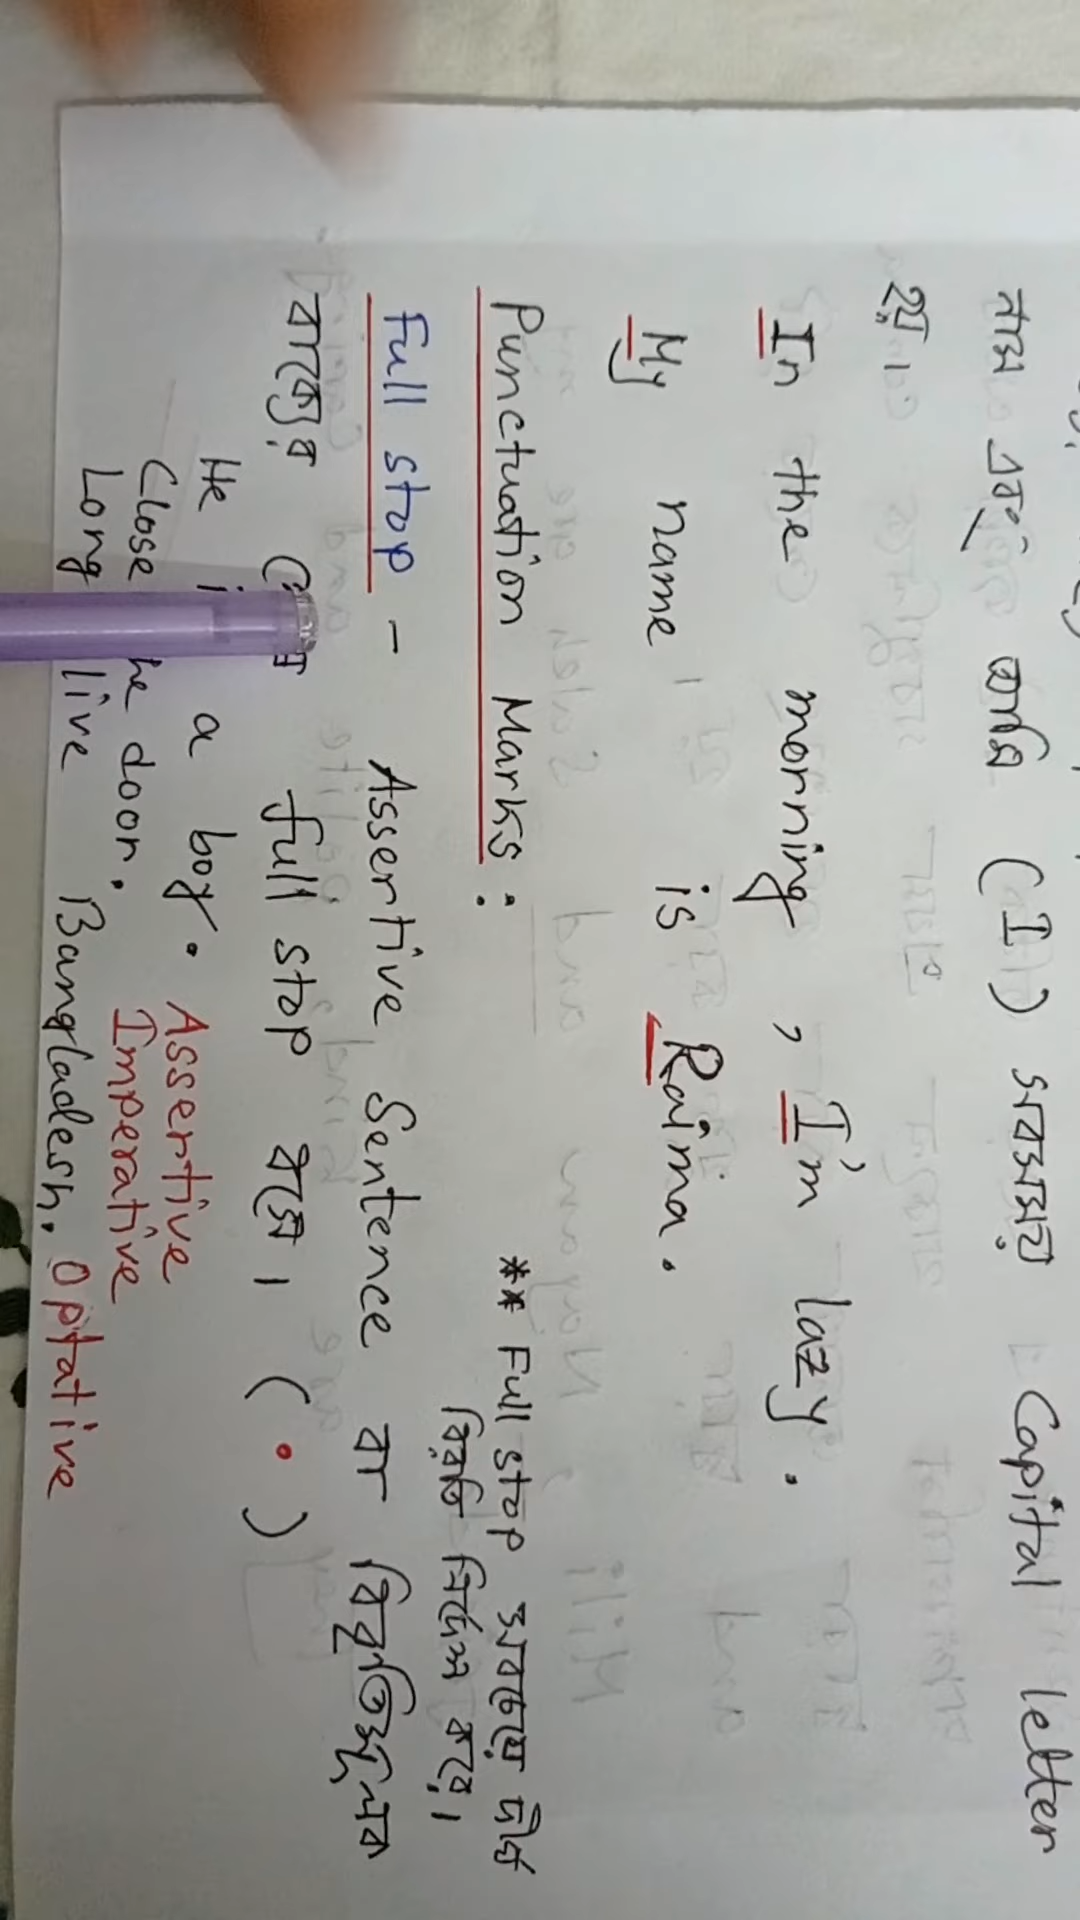 নাম এবং আমি (I) সবসময় Capital letter
হয়।
In the morning, I'm lazy.
My name is Raima.
Punctuation Marks:
** Full stop সবচেয়ে দীর্ঘ
বিরতি নির্দেশ করে।
Full stop - Assertive Sentence বা বিবৃতিমূলক
বাক্যের full stop বসে। (.)
He a boy. Assertive
Close door. Imperative
Long live Bangladesh. Optative